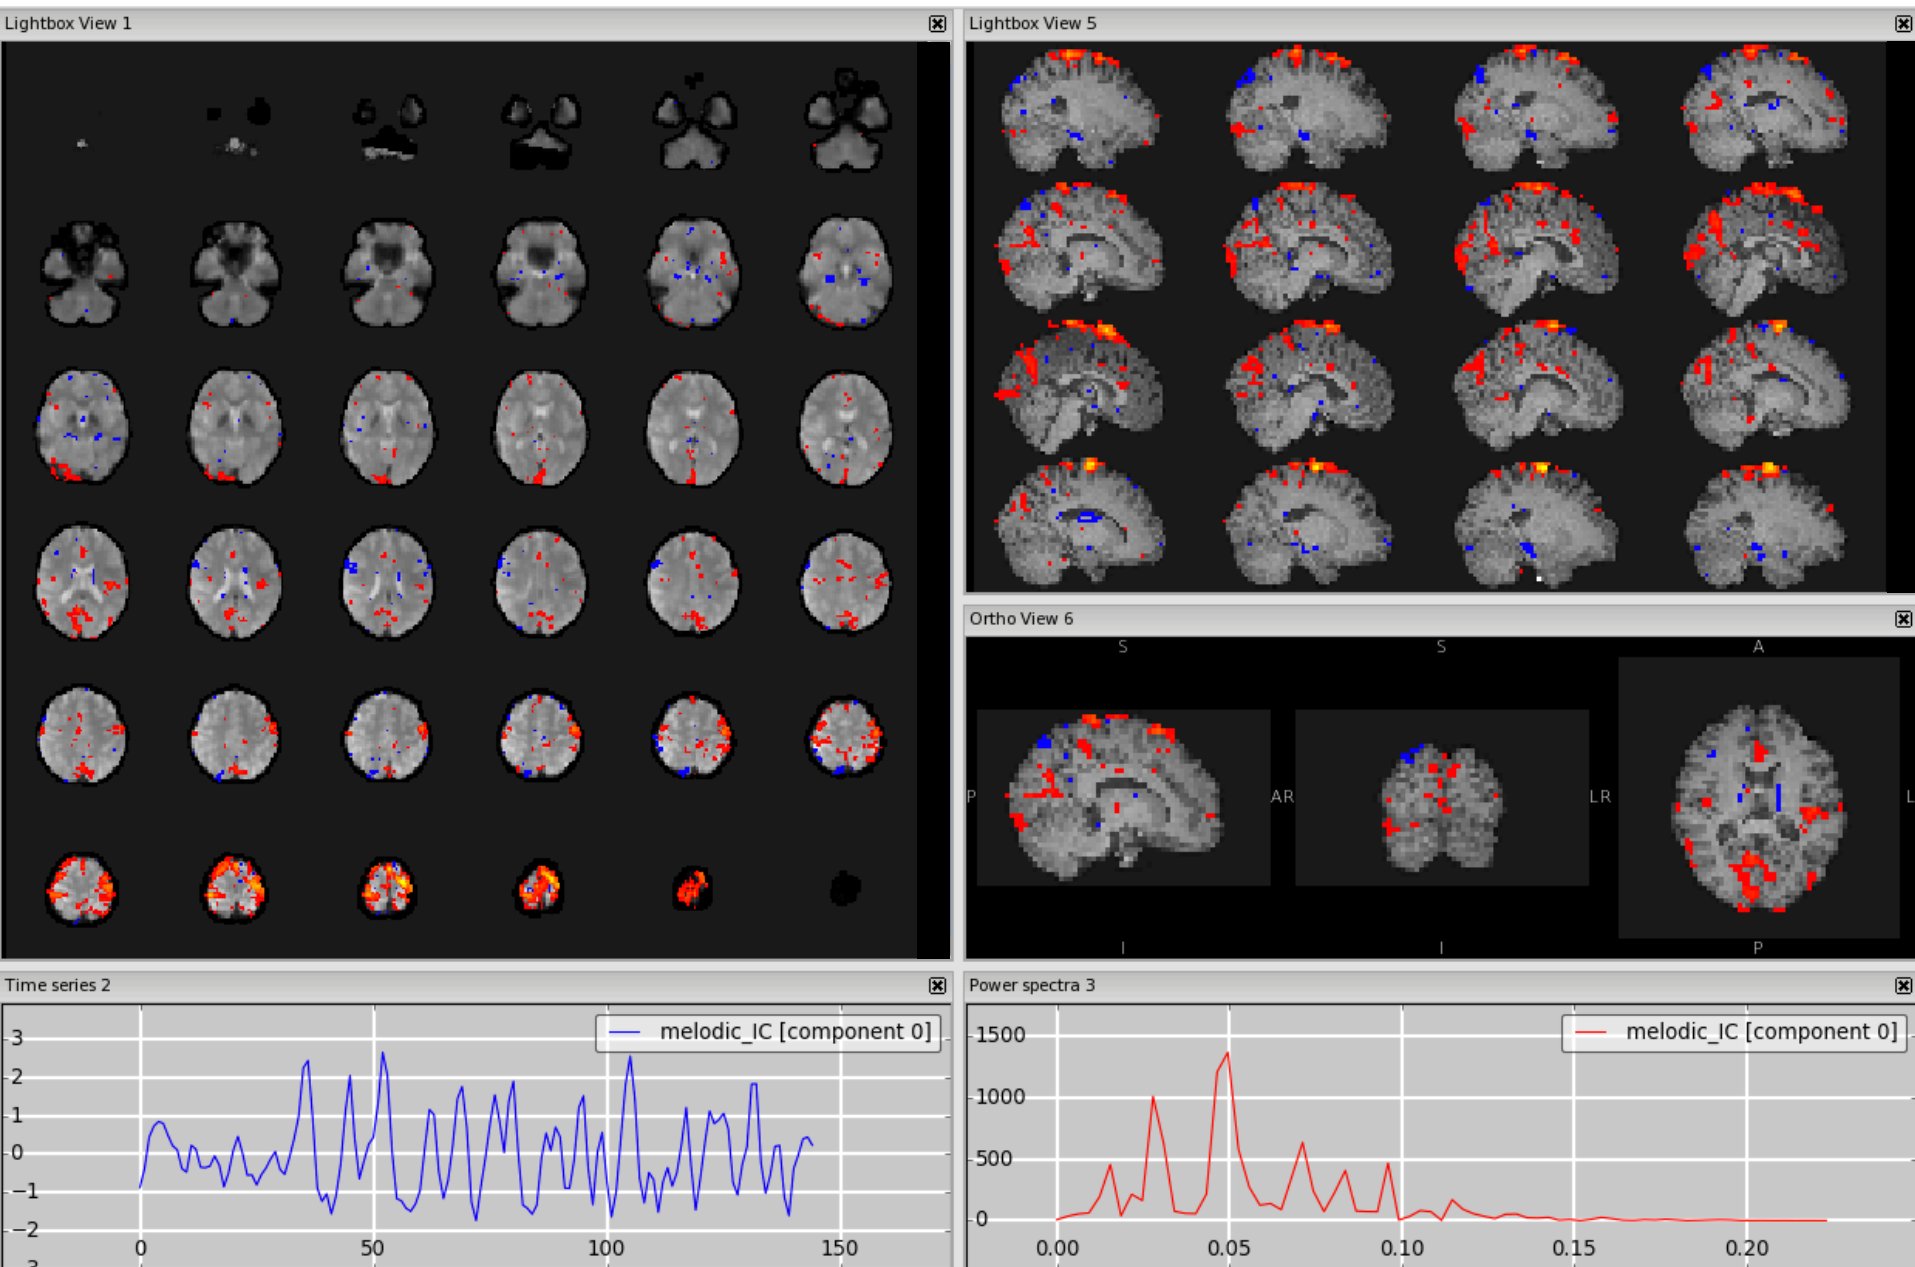 Lightbox View 1
Lightbox View 5
Ortho View 6
S
S
A
P
AR
LR
L
I
I
P
Time series 2
melodic_IC [component 0]
3
2
1
0
−1
−2
0
50
100
150
Power spectra 3
melodic_IC [component 0]
1500
1000
500
0
0.00
0.05
0.10
0.15
0.20